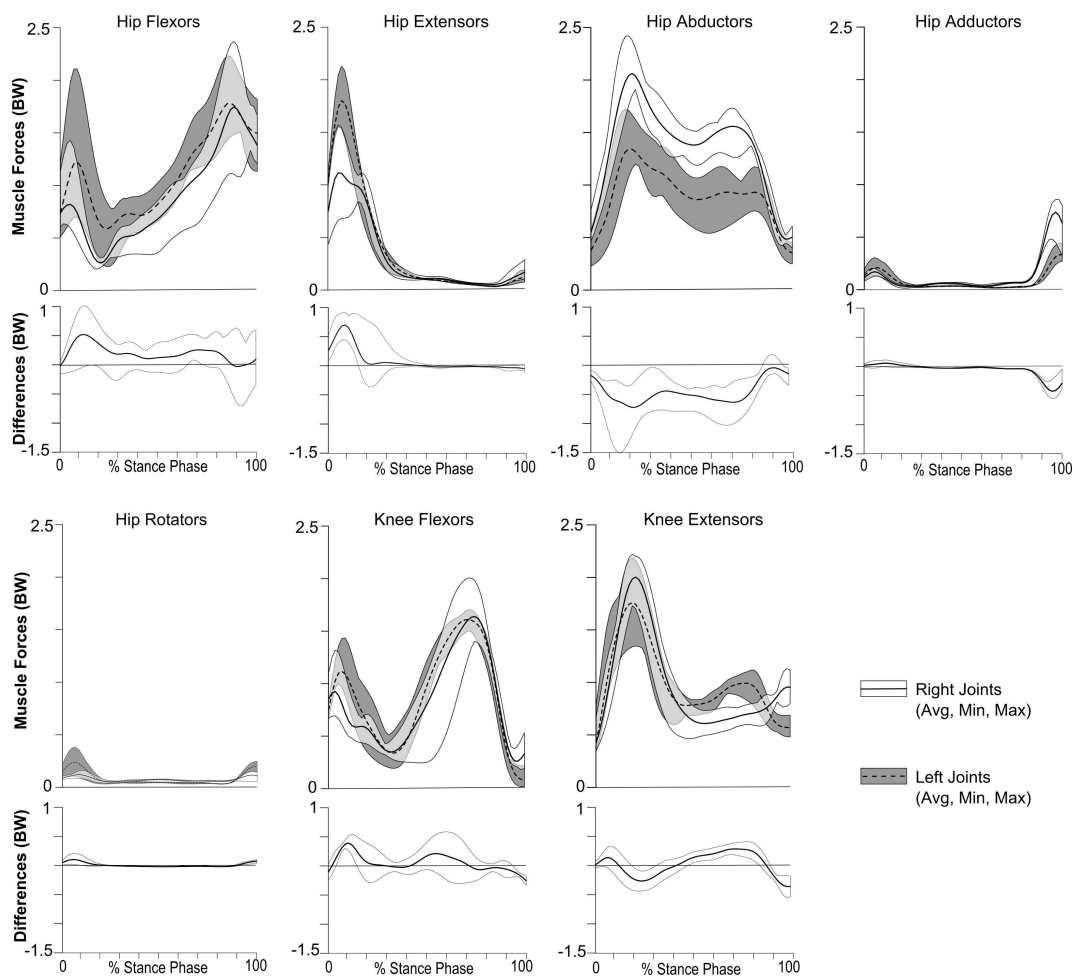 Hip Flexors
Hip Extensors
Hip Abductors
Hip Adductors
2.5
2.5
2.5
2.5
Muscle Forces (BW)
0
0
0
0
1
1
1
1
Differences (BW)
-1.5
-1.5
-1.5
-1.5
0 % Stance Phase 100
0 % Stance Phase 100
0 % Stance Phase 100
0 % Stance Phase 100
Hip Rotators
Knee Flexors
Knee Extensors
2.5
2.5
2.5
Muscle Forces (BW)
0
0
0
Right Joints
(Avg, Min, Max)
Left Joints
(Avg, Min, Max)
1
1
1
Differences (BW)
-1.5
-1.5
-1.5
0 % Stance Phase 100
0 % Stance Phase 100
0 % Stance Phase 100